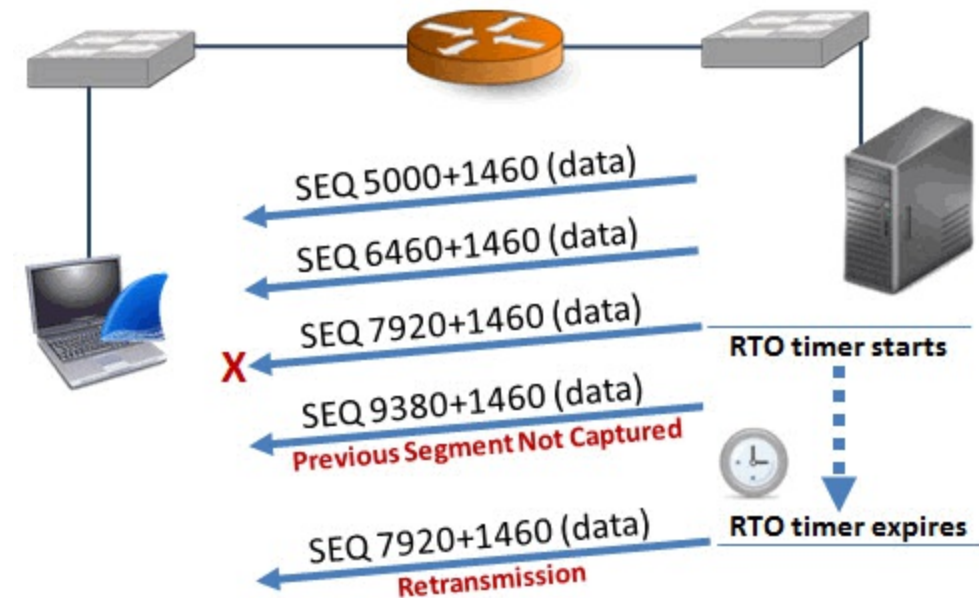 SEQ 5000+1460 (data)
SEQ 6460+1460 (data)
SEQ 7920+1460 (data)
RTO timer starts
X
SEQ 9380+1460 (data)
Previous Segment Not Captured
RTO timer expires
SEQ 7920+1460 (data)
Retransmission